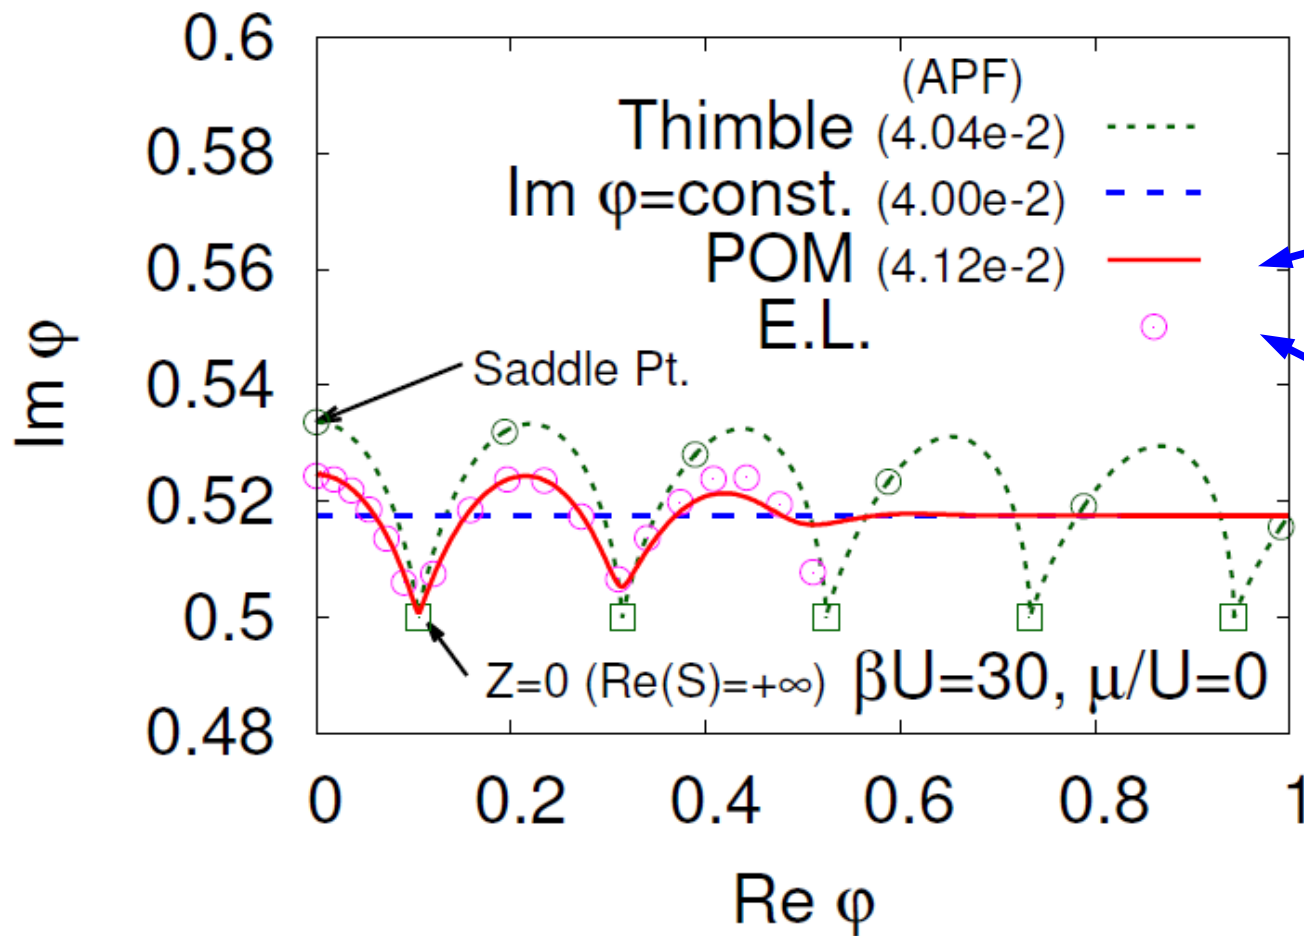 0.6
0.58
0.56
0.54
0.52
0.5
0.48
Im φ
(APF)
Thimble (4.04e-2)
Im φ=const. (4.00e-2)
POM (4.12e-2)
E.L.
Saddle Pt.
Z=0 (Re(S)=+∞) βU=30, μ/U=0
0 0.2 0.4 0.6 0.8 1
Re φ